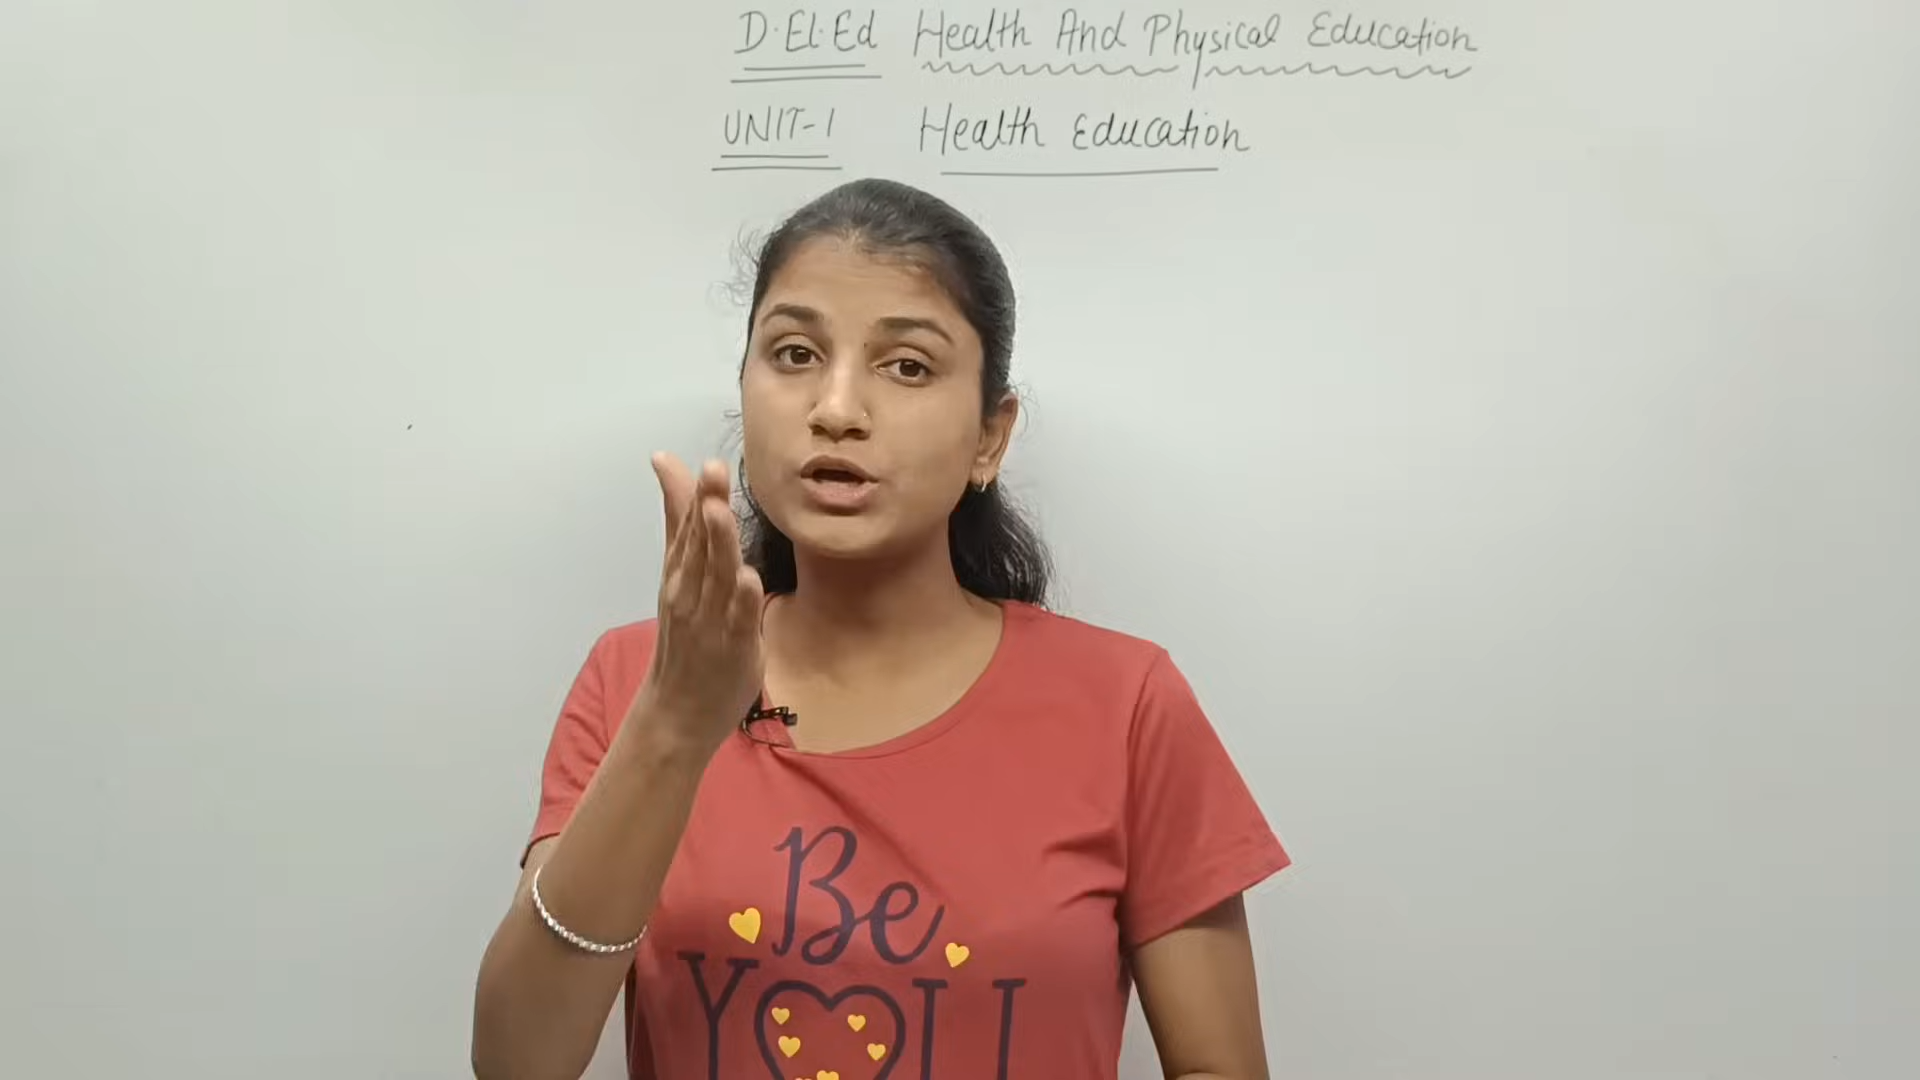 D.El.Ed Health And Physical Education
UNIT-1 Health Education
Be
YOU